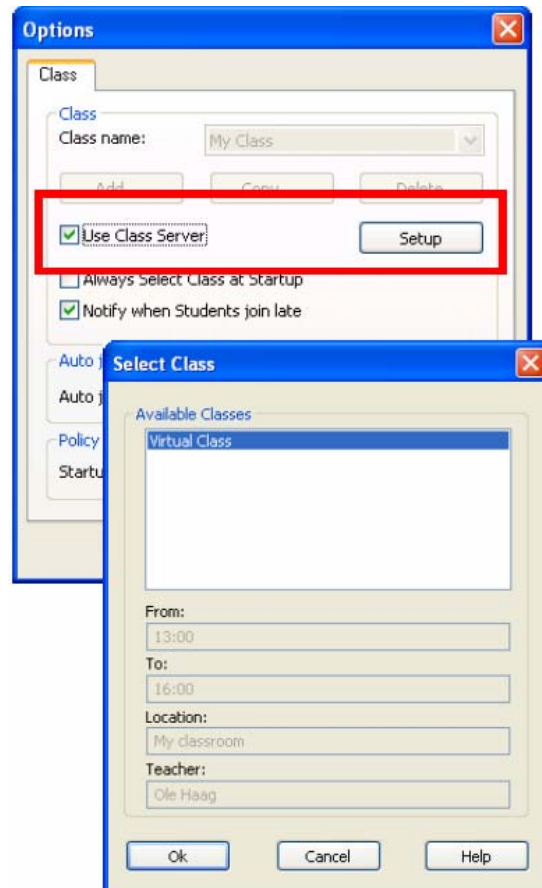 Options
Class
Class
Class name:
My Class
Add
Copy
Delete
Use Class Server
Setup
Always Select Class at Startup
Notify when Students join late
Auto j
Auto j
Policy
Startu
Select Class
Available Classes
Virtual Class
From:
13:00
To:
16:00
Location:
My classroom
Teacher:
Ole Haag
Ok
Cancel
Help